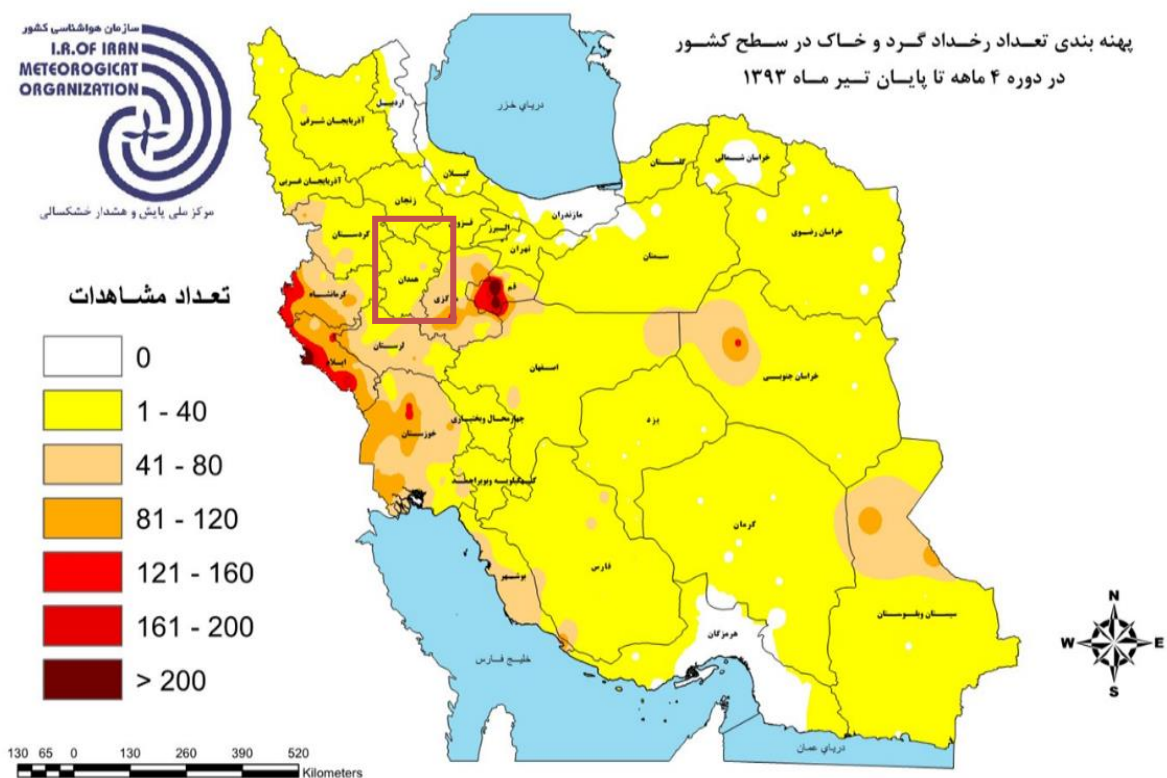 سازمان هواشناسی کشور
I.R.OF IRAN
METEOROGICAT
ORGANIZATION
مرکز ملی پایش و هشدار خشکسالی
پهنه بندی تعداد رخداد گرد و خاک در سطح کشور
در دوره ۴ ماهه تا پایان تیر ماه ۱۳۹۳
دریای خزر
اردبیل
آذربایجان شرقی
آذربایجان غربی
گیلان
زنجان
گلستان
خراسان شمالی
مازندران
خراسان رضوی
کردستان
قزوین
البرز
تهران
سمنان
همدان
مرکزی
قم
کرمانشاه
لرستان
ایلام
اصفهان
خراسان جنوبی
چهارمحال وبختیاری
یزد
خوزستان
کهگیلویه وبویراحمد
کرمان
فارس
بوشهر
سیستان وبلوچستان
هرمزگان
خلیج فارس
دریای عمان
تعداد مشاهدات
0
1 - 40
41 - 80
81 - 120
121 - 160
161 - 200
> 200
N
W E
S
130 65 0 130 260 390 520
Kilometers